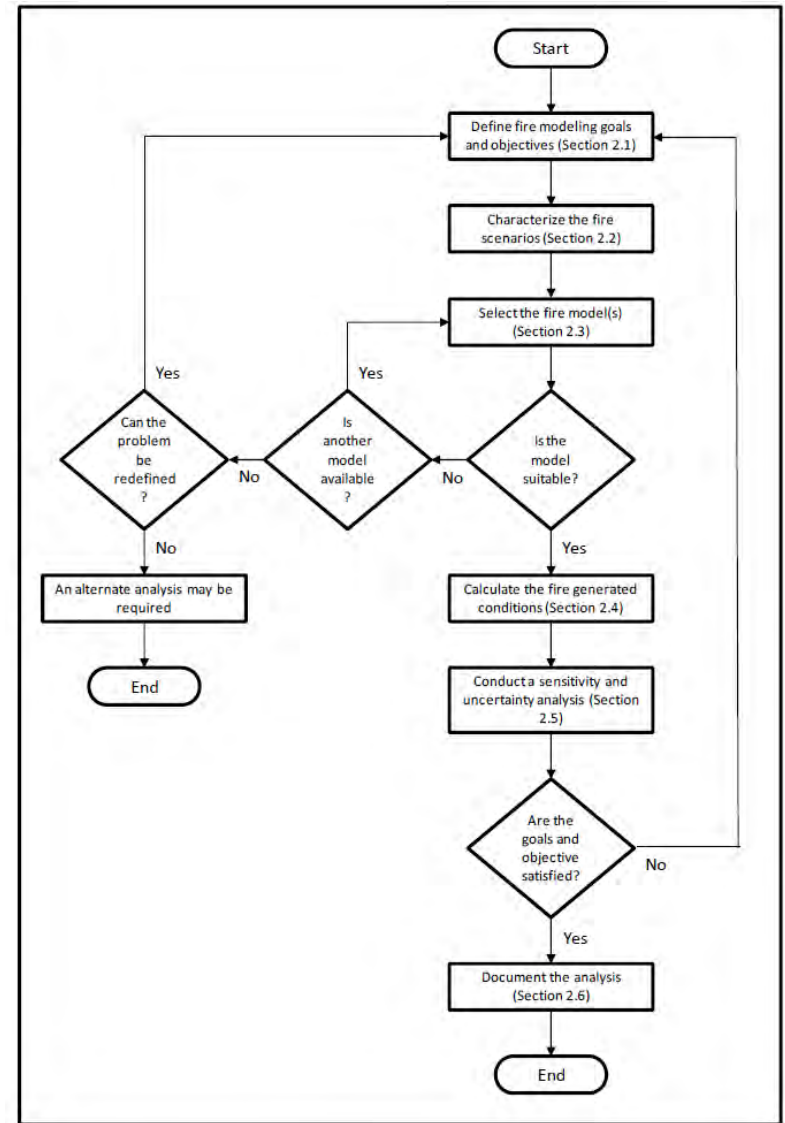 Start
Define fire modeling goals
and objectives (Section 2.1)
Characterize the fire
scenarios (Section 2.2)
Select the fire model(s)
(Section 2.3)
Yes
Yes
Can the
problem
be
redefined
?
Is
another
model
available
?
Is the
model
suitable?
No
No
No
Yes
An alternate analysis may be
required
Calculate the fire generated
conditions (Section 2.4)
End
Conduct a sensitivity and
uncertainty analysis (Section
2.5)
Are the
goals and
objective
satisfied?
No
Yes
Document the analysis
(Section 2.6)
End